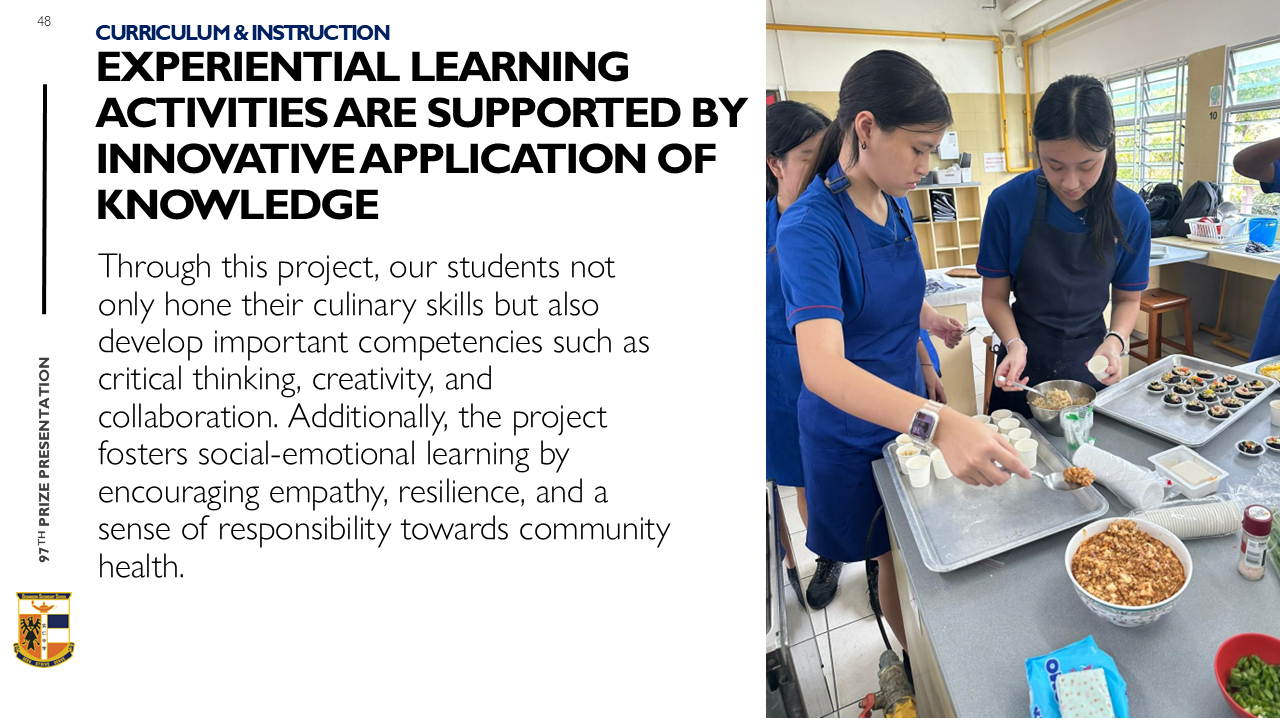 48
CURRICULUM & INSTRUCTION
EXPERIENTIAL LEARNING
ACTIVITIES ARE SUPPORTED BY
INNOVATIVE APPLICATION OF
KNOWLEDGE
Through this project, our students not
only hone their culinary skills but also
develop important competencies such as
critical thinking, creativity, and
collaboration. Additionally, the project
fosters social-emotional learning by
encouraging empathy, resilience, and a
sense of responsibility towards community
health.
97TH PRIZE PRESENTATION
10